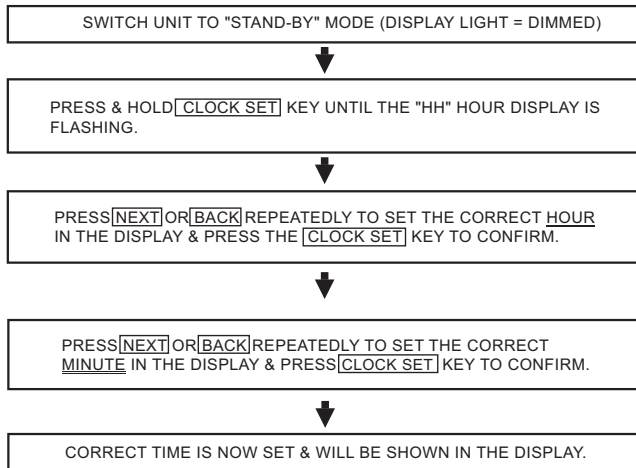 SWITCH UNIT TO "STAND-BY" MODE (DISPLAY LIGHT = DIMMED)
PRESS & HOLD CLOCK SET KEY UNTIL THE "HH" HOUR DISPLAY IS
FLASHING.
PRESS NEXT OR BACK REPEATEDLY TO SET THE CORRECT HOUR
IN THE DISPLAY & PRESS THE CLOCK SET KEY TO CONFIRM.
PRESS NEXT OR BACK REPEATEDLY TO SET THE CORRECT
MINUTE IN THE DISPLAY & PRESS CLOCK SET KEY TO CONFIRM.
CORRECT TIME IS NOW SET & WILL BE SHOWN IN THE DISPLAY.